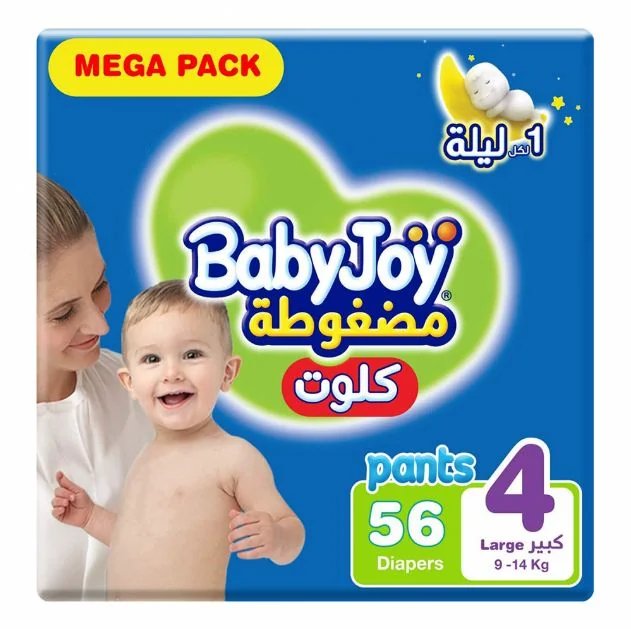 MEGA PACK
1 لكل ليلة
BabyJoy®
مضغوطة
كلوت
pants
56
Diapers
4
Large كبير
9 -14 Kg